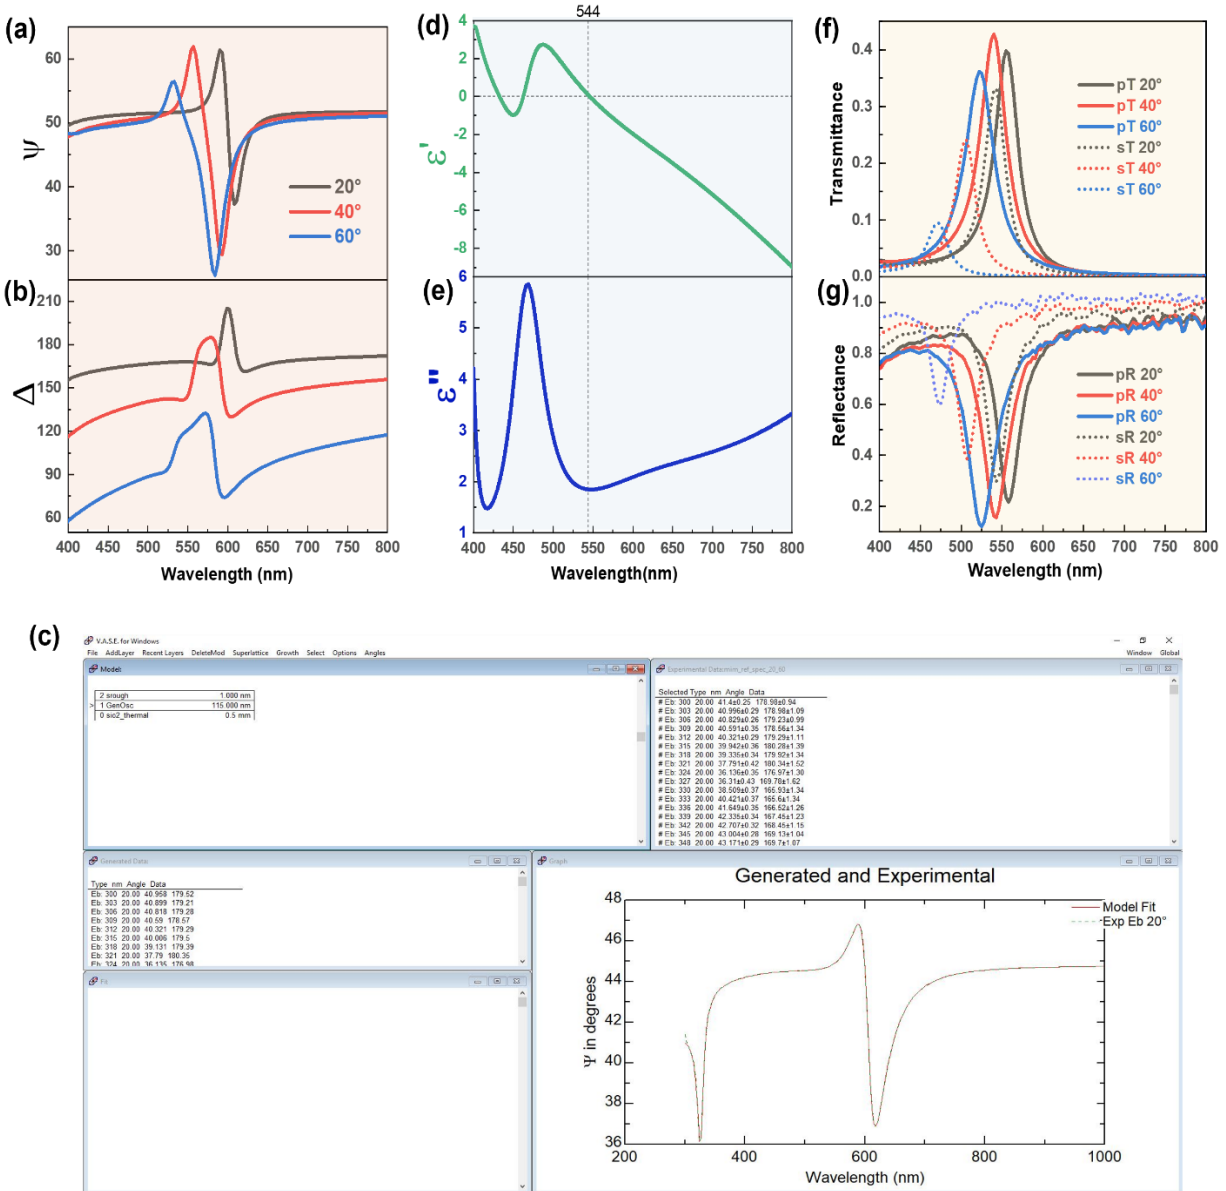 (a)
60
50
40
30
ψ
20°
40°
60°
(b)
210
180
150
120
90
60
Δ
400 450 500 550 600 650 700 750 800
Wavelength (nm)
544
(d)
4
2
0
-2
-4
-6
-8
ε'
(e)
6
5
4
3
2
1
ε"
400 450 500 550 600 650 700 750 800
Wavelength(nm)
(f)
0.4
0.3
0.2
0.1
0.0
Transmittance
pT 20°
pT 40°
pT 60°
sT 20°
sT 40°
sT 60°
(g)
1.0
0.8
0.6
0.4
0.2
Reflectance
pR 20°
pR 40°
pR 60°
sR 20°
sR 40°
sR 60°
400 450 500 550 600 650 700 750 800
Wavelength (nm)
(c)
V.A.S.E. for Windows
File AddLayer Recent Layers DeleteMod Superlattice Growth Select Options Angles Window Global
Model:
2 srough 1.000 nm
> 1 GenOsc 115.000 nm
0 sio2_thermal 0.5 mm
Experimental Data:mim_ref_spec_20_60
Selected Type nm Angle Data
# Eb: 300 20.00 41.4±0.25 178.98±0.94
# Eb: 303 20.00 40.996±0.29 178.98±1.09
# Eb: 306 20.00 40.829±0.26 179.23±0.99
# Eb: 309 20.00 40.591±0.35 178.56±1.34
# Eb: 312 20.00 40.321±0.29 179.29±1.11
# Eb: 315 20.00 39.942±0.36 180.28±1.39
# Eb: 318 20.00 39.335±0.34 179.92±1.34
# Eb: 321 20.00 37.791±0.42 180.34±1.52
# Eb: 324 20.00 36.136±0.35 176.97±1.30
# Eb: 327 20.00 36.31±0.43 169.78±1.62
# Eb: 330 20.00 38.509±0.37 165.93±1.34
# Eb: 333 20.00 40.421±0.37 165.6±1.34
# Eb: 336 20.00 41.649±0.35 166.52±1.26
# Eb: 339 20.00 42.335±0.34 167.45±1.23
# Eb: 342 20.00 42.707±0.32 168.45±1.15
# Eb: 345 20.00 43.004±0.28 169.13±1.04
# Eb: 348 20.00 43.171±0.29 169.7±1.07
Generated Data:
Type nm Angle Data
Eb: 300 20.00 40.958 179.52
Eb: 303 20.00 40.899 179.21
Eb: 306 20.00 40.818 179.28
Eb: 309 20.00 40.59 178.57
Eb: 312 20.00 40.321 179.29
Eb: 315 20.00 40.006 179.5
Eb: 318 20.00 39.131 179.39
Eb: 321 20.00 37.79 180.35
Eb: 324 20.00 36.135 176.98
Fit
Graph
Generated and Experimental
48
46
44
42
40
38
36
Ψ in degrees
Model Fit
Exp Eb 20°
200 400 600 800 1000
Wavelength (nm)